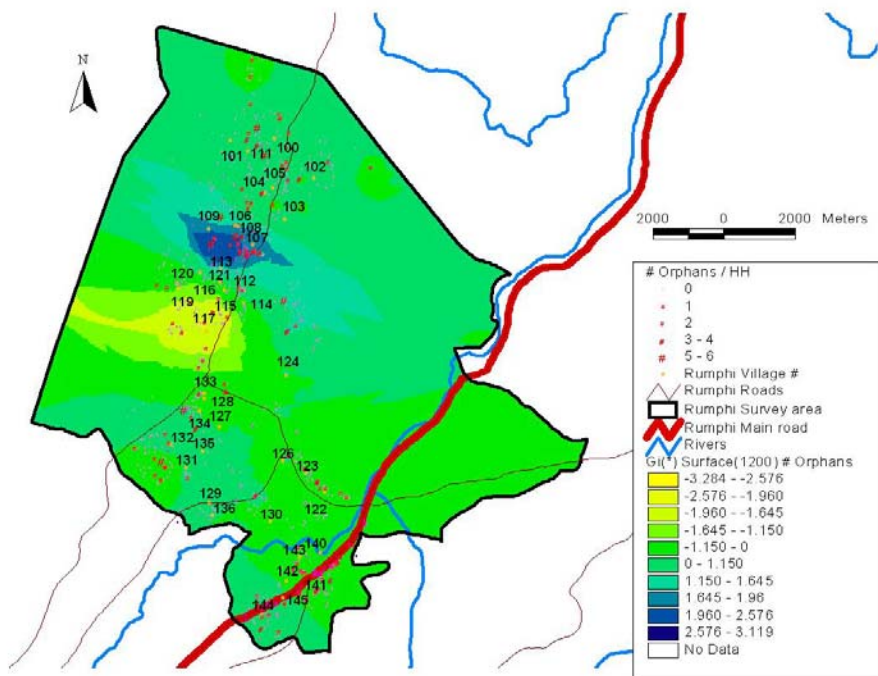 N
100
101
111
102
105
104
103
109
106
108
107
113
120
121
112
116
119
115
114
117
124
133
128
134
127
132
135
131
126
123
129
136
130
122
143
140
142
141
144
145
2000 0 2000 Meters
# Orphans / HH
0
1
2
3 - 4
5 - 6
Rumphi Village #
Rumphi Roads
Rumphi Survey area
Rumphi Main road
Rivers
Gi(*) Surface(1200) # Orphans
-3.284 - -2.576
-2.576 - -1.960
-1.960 - -1.645
-1.645 - -1.150
-1.150 - 0
0 - 1.150
1.150 - 1.645
1.645 - 1.96
1.960 - 2.576
2.576 - 3.119
No Data